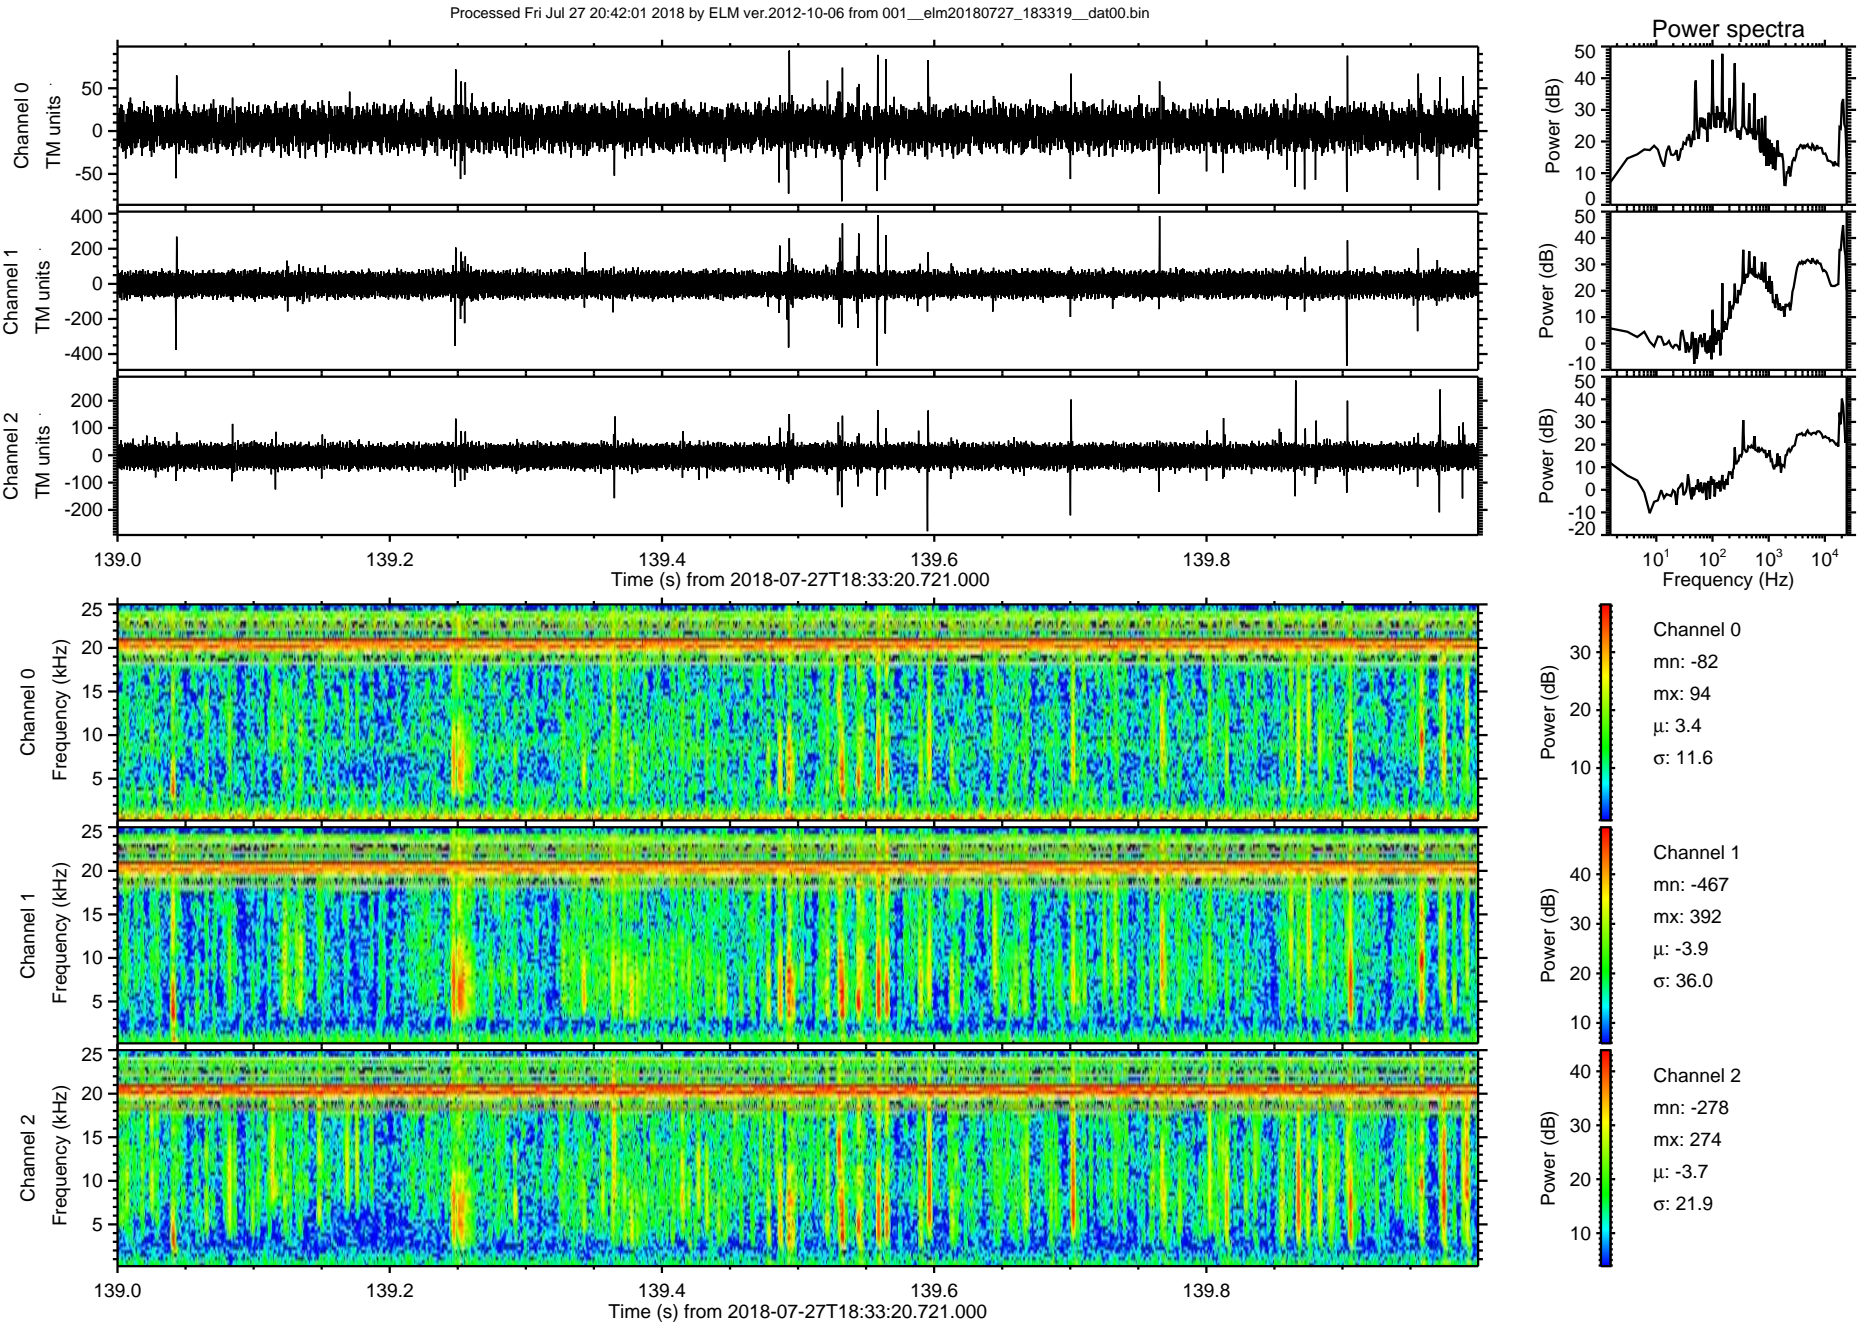 Processed Fri Jul 27 20:42:01 2018 by ELM ver.2012-10-06 from 001__elm20180727_183319__dat00.bin
Power spectra
Channel 0
TM units
50
0
-50
Power (dB)
50
40
30
20
10
0
Channel 1
TM units
400
200
0
-200
-400
Power (dB)
50
40
30
20
10
0
-10
Channel 2
TM units
200
100
0
-100
-200
Power (dB)
50
40
30
20
10
0
-10
-20
139.0 139.2 139.4 139.6 139.8
Time (s) from 2018-07-27T18:33:20.721.000
10^1 10^2 10^3 10^4
Frequency (Hz)
Channel 0
Frequency (kHz)
25
20
15
10
5
Power (dB)
30
20
10
Channel 0
mn: -82
mx: 94
μ: 3.4
σ: 11.6
Channel 1
Frequency (kHz)
25
20
15
10
5
Power (dB)
40
30
20
10
Channel 1
mn: -467
mx: 392
μ: -3.9
σ: 36.0
Channel 2
Frequency (kHz)
25
20
15
10
5
Power (dB)
40
30
20
10
Channel 2
mn: -278
mx: 274
μ: -3.7
σ: 21.9
139.0 139.2 139.4 139.6 139.8
Time (s) from 2018-07-27T18:33:20.721.000